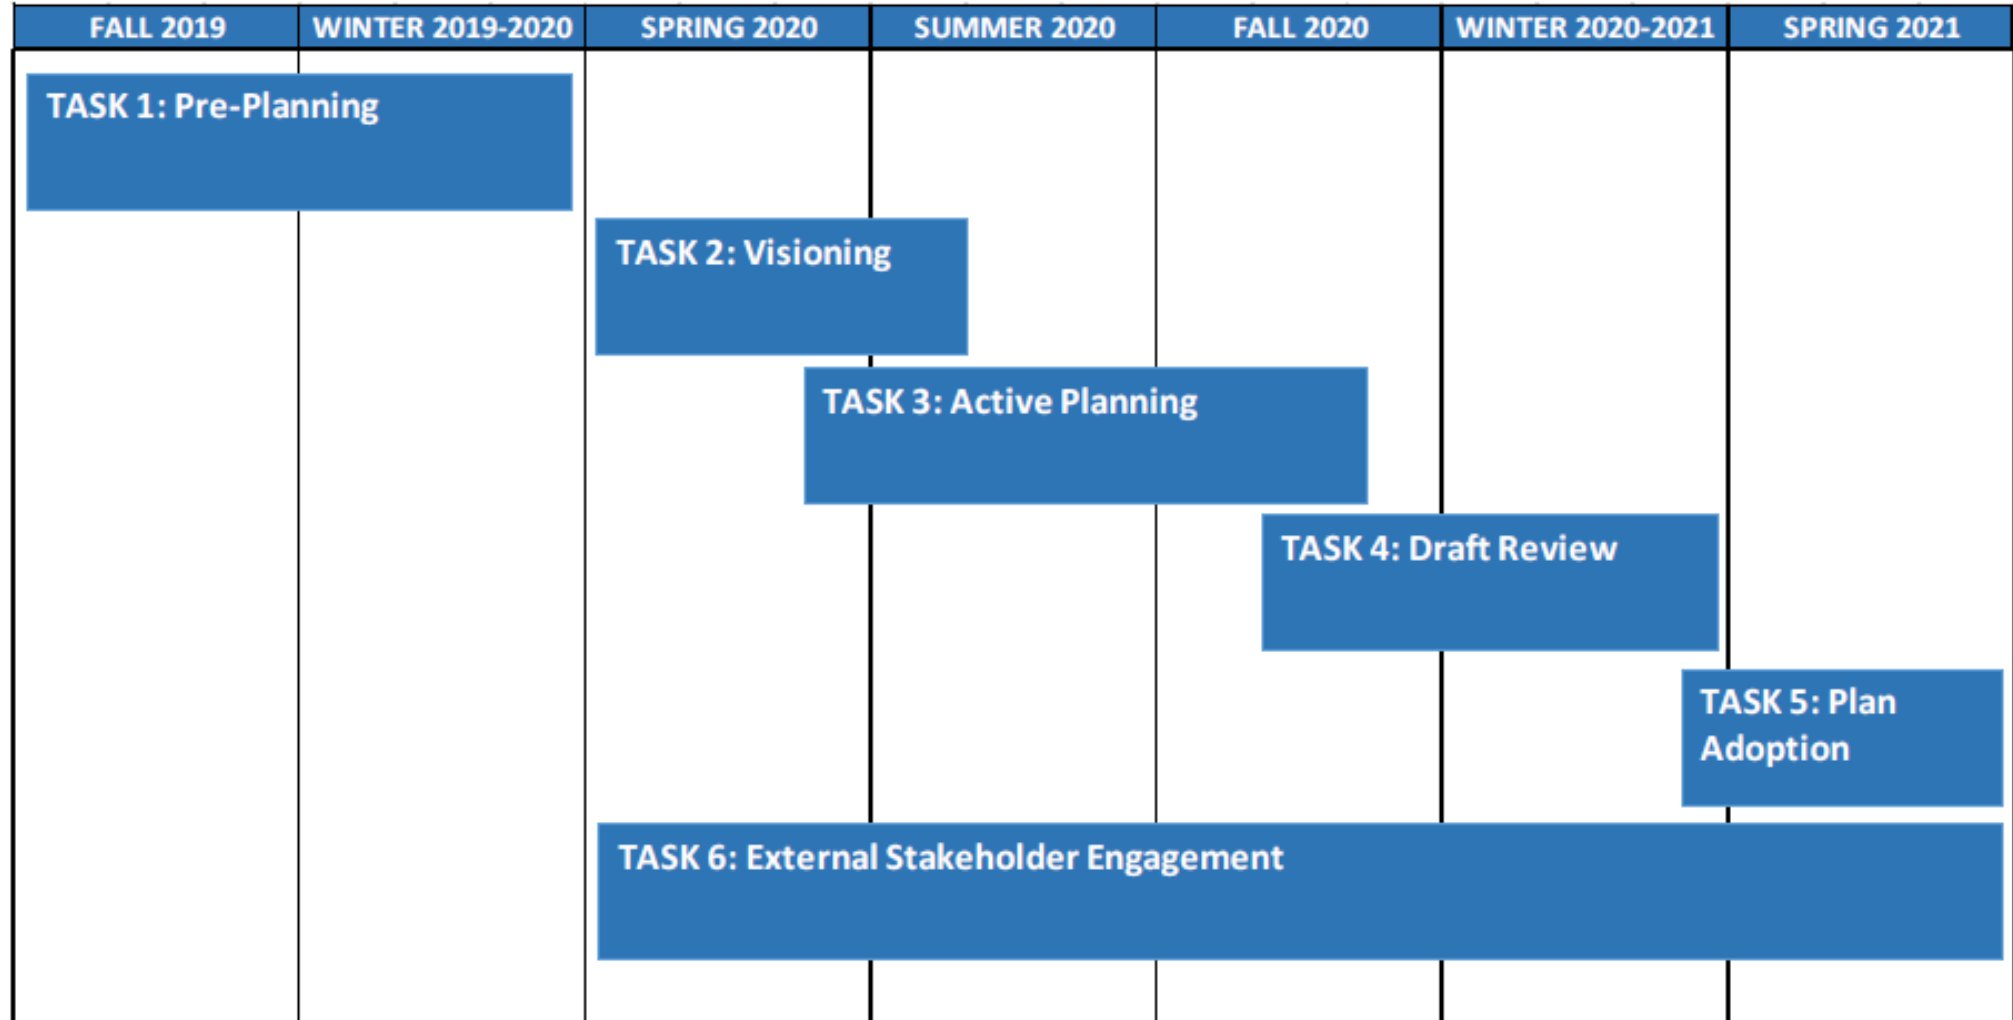 FALL 2019 WINTER 2019-2020 SPRING 2020 SUMMER 2020 FALL 2020 WINTER 2020-2021 SPRING 2021
TASK 1: Pre-Planning
TASK 2: Visioning
TASK 3: Active Planning
TASK 4: Draft Review
TASK 5: Plan
Adoption
TASK 6: External Stakeholder Engagement